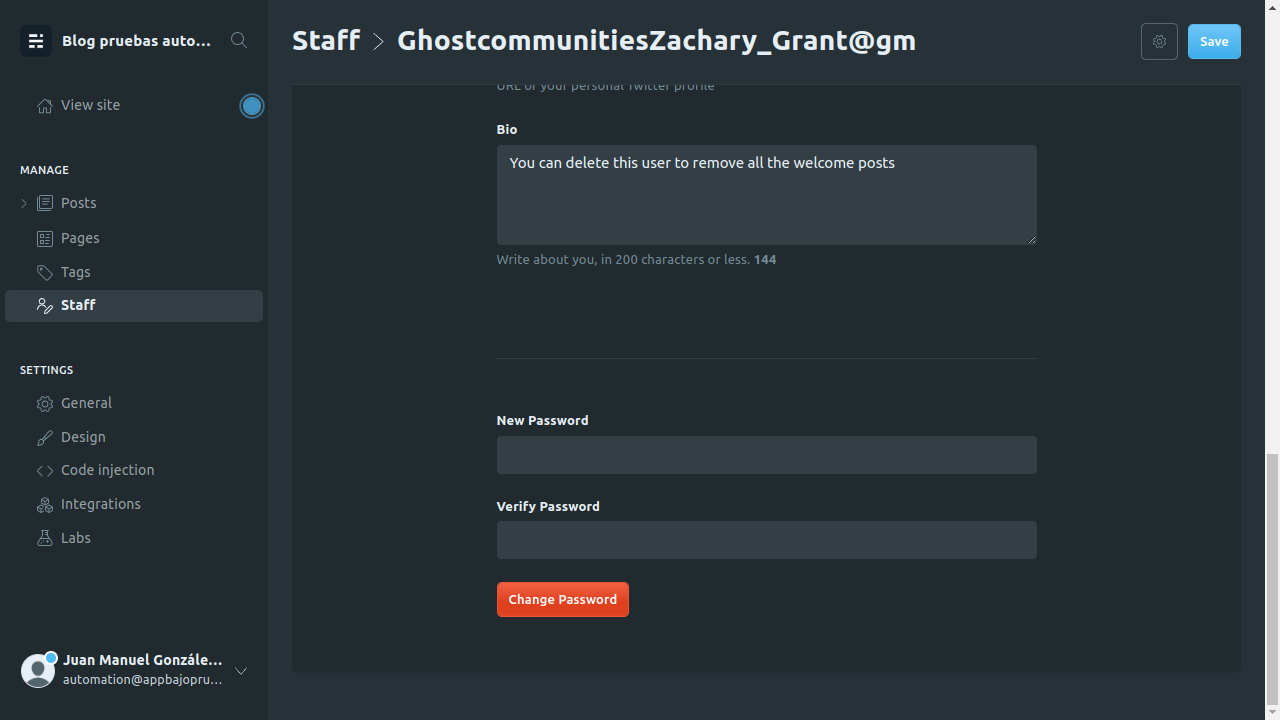 Blog pruebas auto...
View site
MANAGE
Posts
Pages
Tags
Staff
SETTINGS
General
Design
Code injection
Integrations
Labs
Juan Manuel Gonzále...
automation@appbajopru...
Staff > GhostcommunitiesZachary_Grant@gm
Save
URL of your personal Twitter profile
Bio
You can delete this user to remove all the welcome posts
Write about you, in 200 characters or less. 144
New Password
Verify Password
Change Password